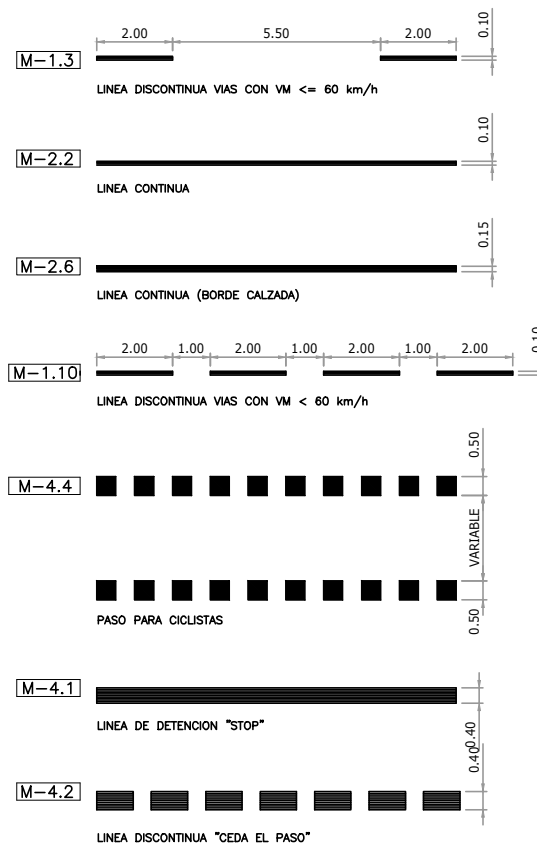 2.00 5.50 2.00 0.10
M-1.3
LINEA DISCONTINUA VIAS CON VM <= 60 km/h
0.10
M-2.2
LINEA CONTINUA
0.15
M-2.6
LINEA CONTINUA (BORDE CALZADA)
2.00 1.00 2.00 1.00 2.00 1.00 2.00 0.10
M-1.10
LINEA DISCONTINUA VIAS CON VM < 60 km/h
0.50
M-4.4
VARIABLE
0.50
PASO PARA CICLISTAS
M-4.1
LINEA DE DETENCION "STOP"
0.40
0.40
M-4.2
LINEA DISCONTINUA "CEDA EL PASO"